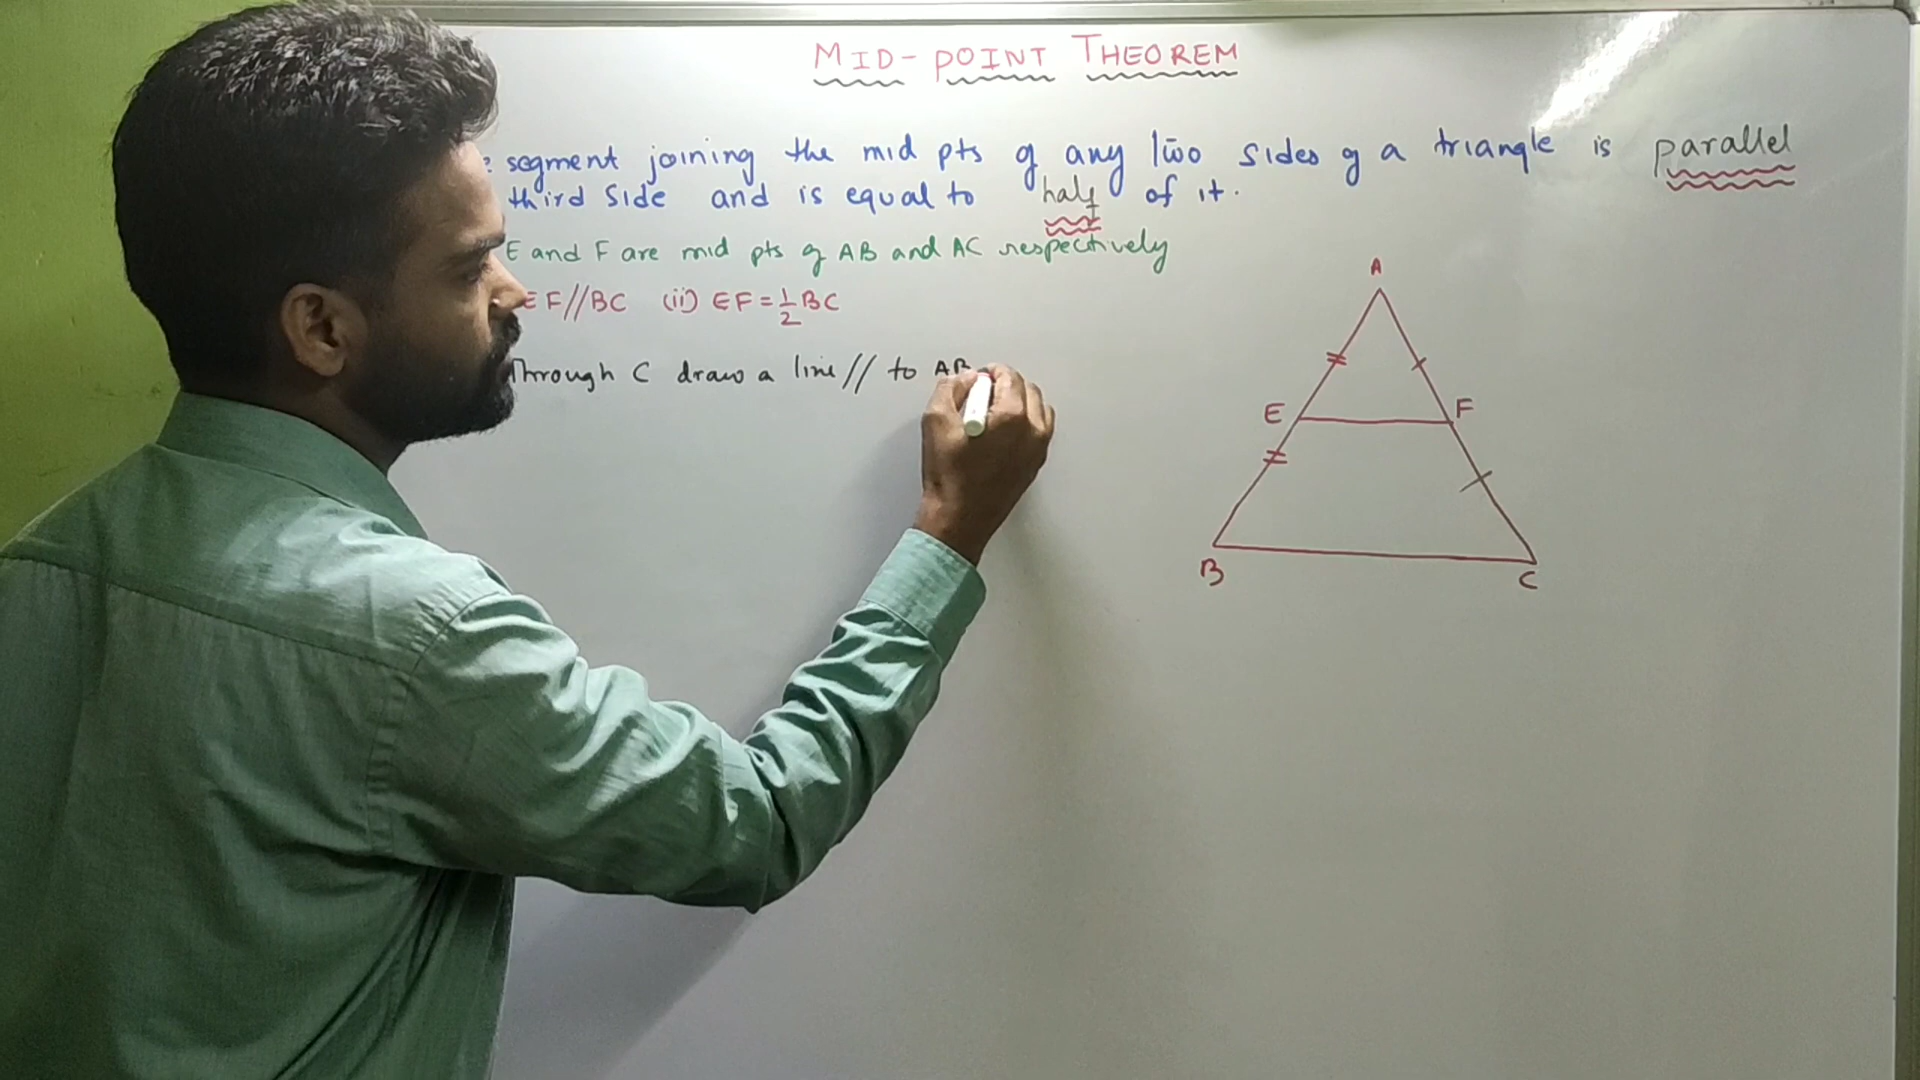 MID-POINT THEOREM
segment joining the mid pts of any two sides of a triangle is parallel
third side and is equal to half of it.
E and F are mid pts of AB and AC respectively
EF//BC (ii) EF = 1/2 BC
Through C draw a line // to AB
A
E F
B C